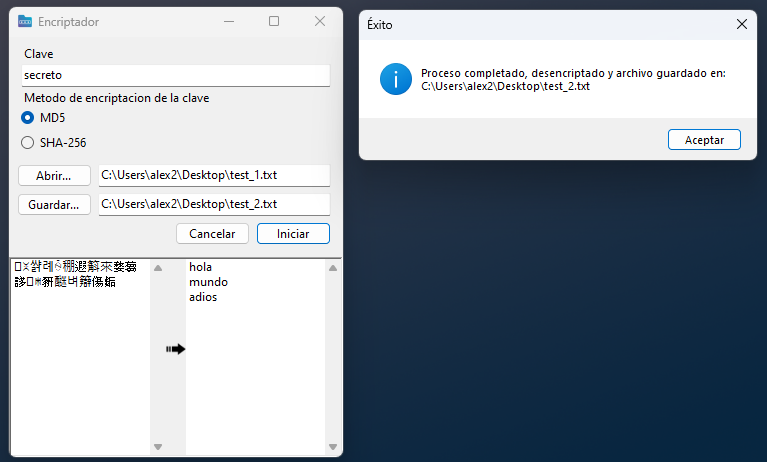 Encriptador
Clave
secreto
Metodo de encriptacion de la clave
MD5
SHA-256
Abrir...
C:\Users\alex2\Desktop\test_1.txt
Guardar...
C:\Users\alex2\Desktop\test_2.txt
Cancelar
Iniciar
hola
mundo
adios
Éxito
Proceso completado, desencriptado y archivo guardado en:
C:\Users\alex2\Desktop\test_2.txt
Aceptar